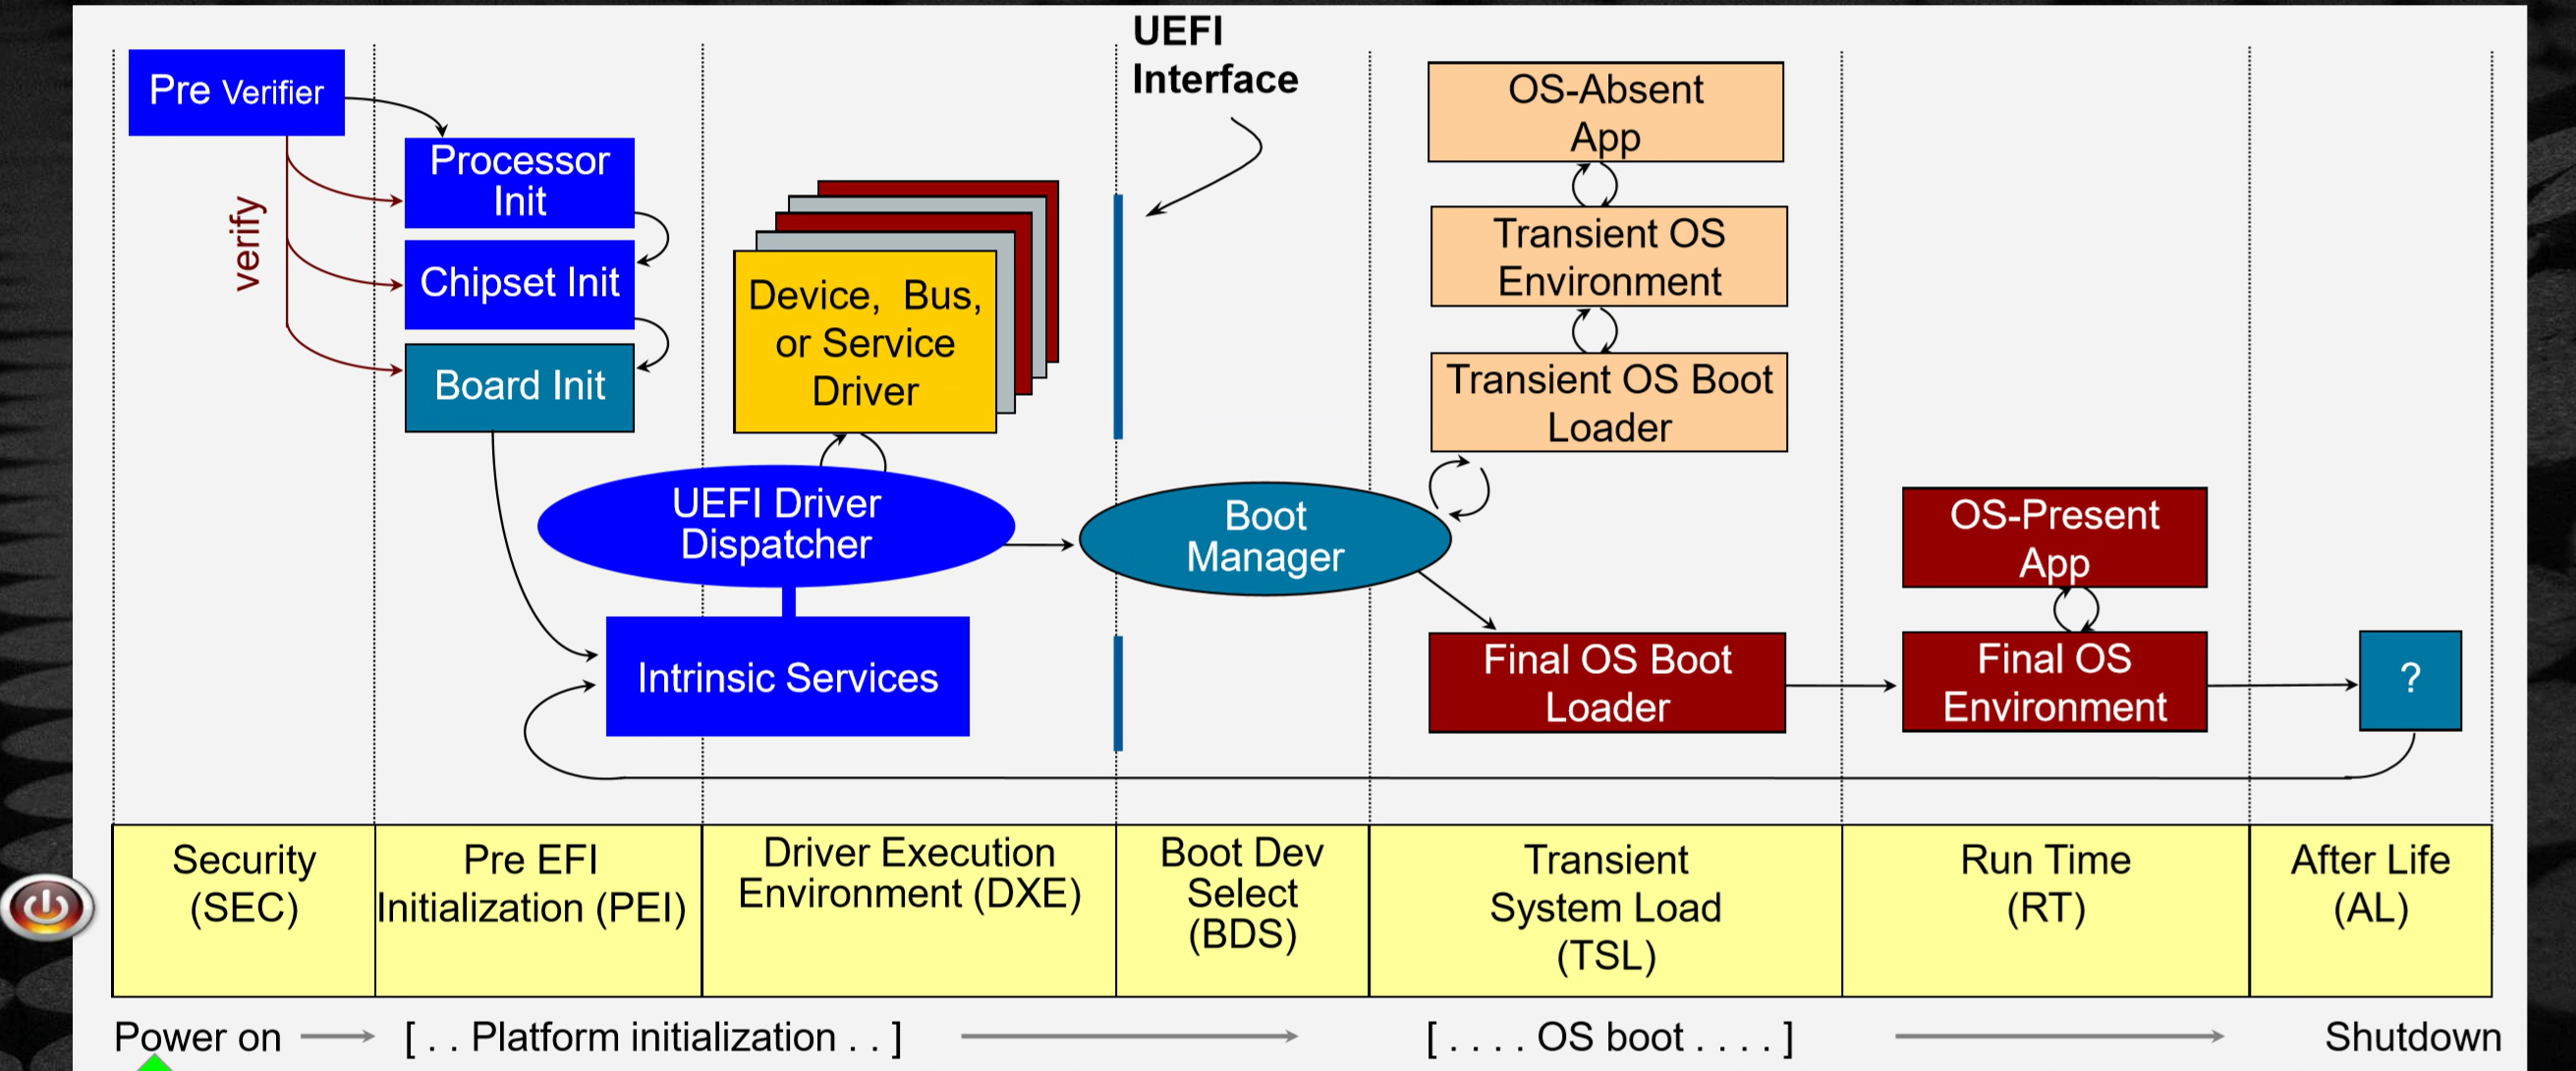 UEFI
Interface
Pre Verifier
verify
Processor
Init
Chipset Init
Board Init
Device,  Bus,
or Service
Driver
UEFI Driver
Dispatcher
Intrinsic Services
Boot
Manager
OS-Absent
App
Transient OS
Environment
Transient OS Boot
Loader
Final OS Boot
Loader
OS-Present
App
Final OS
Environment
?
Security
(SEC)
Pre EFI
Initialization (PEI)
Driver Execution
Environment (DXE)
Boot Dev
Select
(BDS)
Transient
System Load
(TSL)
Run Time
(RT)
After Life
(AL)
Power on
[ . . Platform initialization . . ]
[ . . . . OS boot . . . . ]
Shutdown